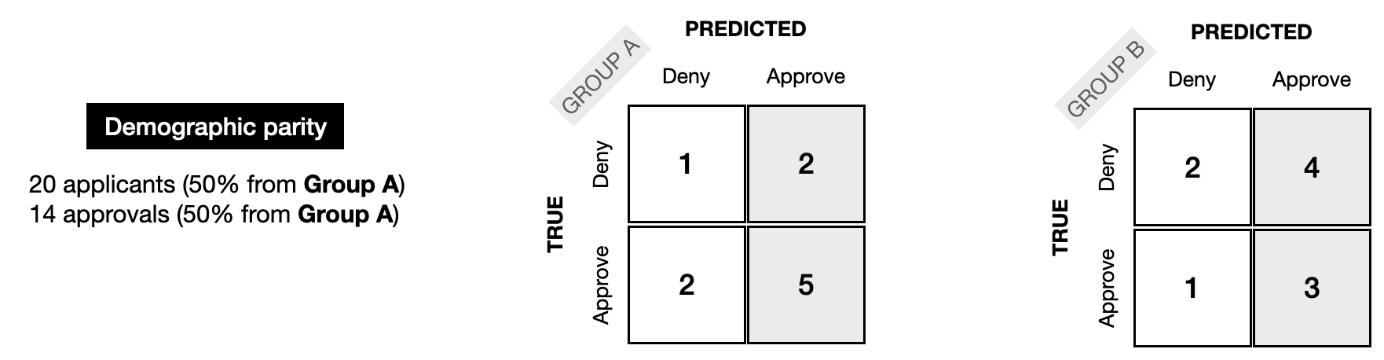 Demographic parity
20 applicants (50% from Group A)
14 approvals (50% from Group A)
GROUP A
PREDICTED
Deny Approve
TRUE
Deny
1 2
Approve
2 5
GROUP B
PREDICTED
Deny Approve
TRUE
Deny
2 4
Approve
1 3